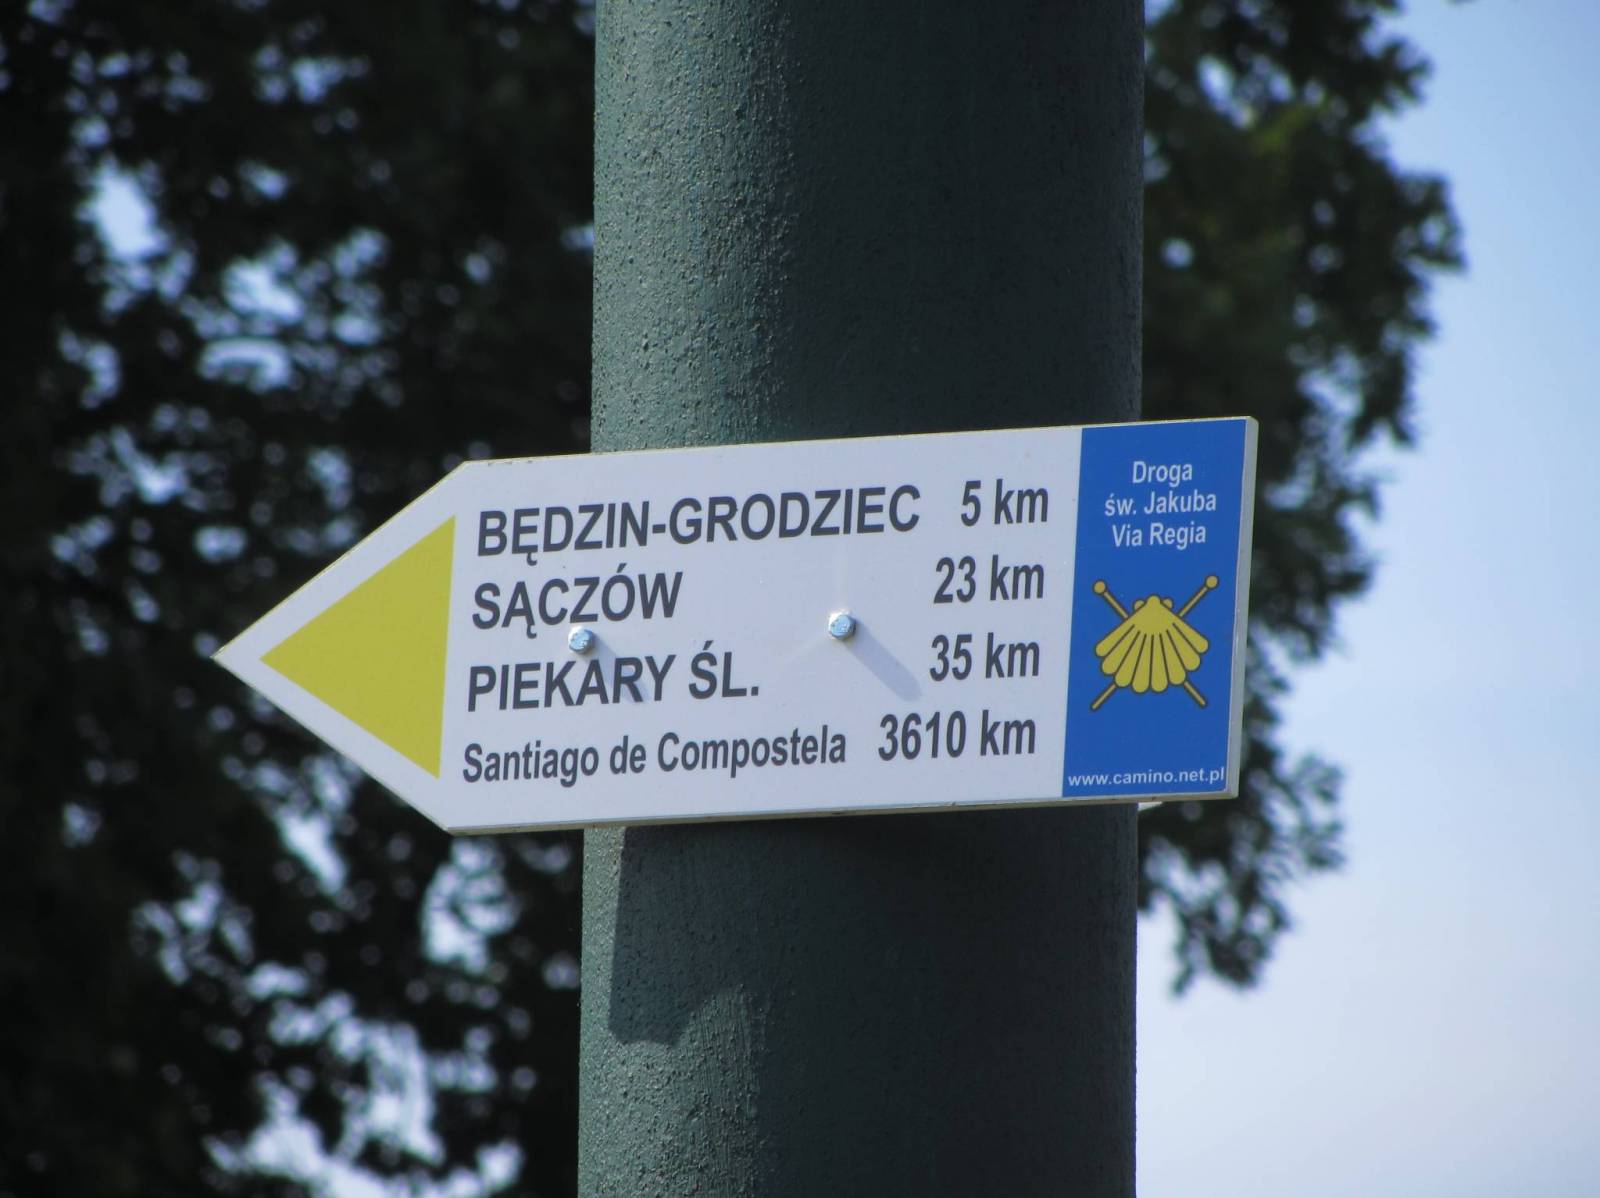 BĘDZIN-GRODZIEC 5 km
SĄCZÓW 23 km
PIEKARY ŚL. 35 km
Santiago de Compostela 3610 km
Droga
św. Jakuba
Via Regia
www.camino.net.pl